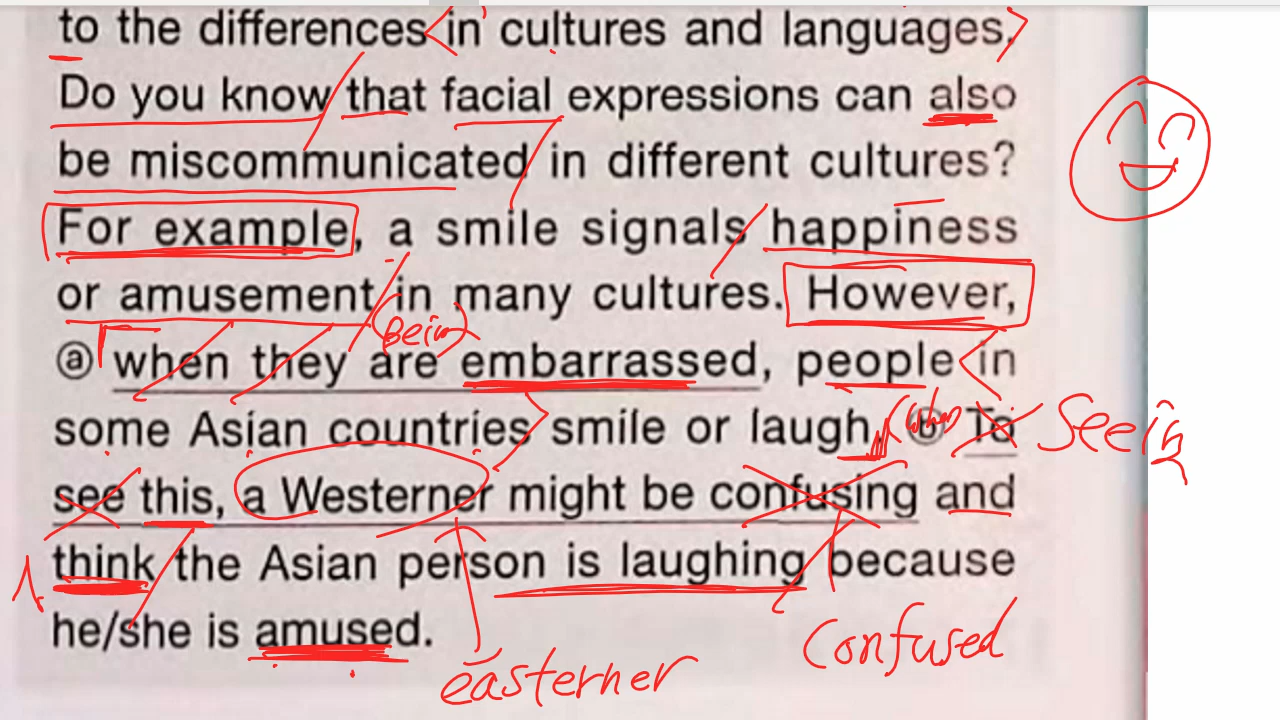 to the differences in cultures and languages.
Do you know that facial expressions can also
be miscommunicated in different cultures?
For example, a smile signals happiness
or amusement in many cultures. However,
(Being)
ⓐ when they are embarrassed, people in
some Asian countries smile or laugh. ⓑ To Seeing
see this, a Westerner might be confusing and
think the Asian person is laughing because
he/she is amused.
confused
easterner